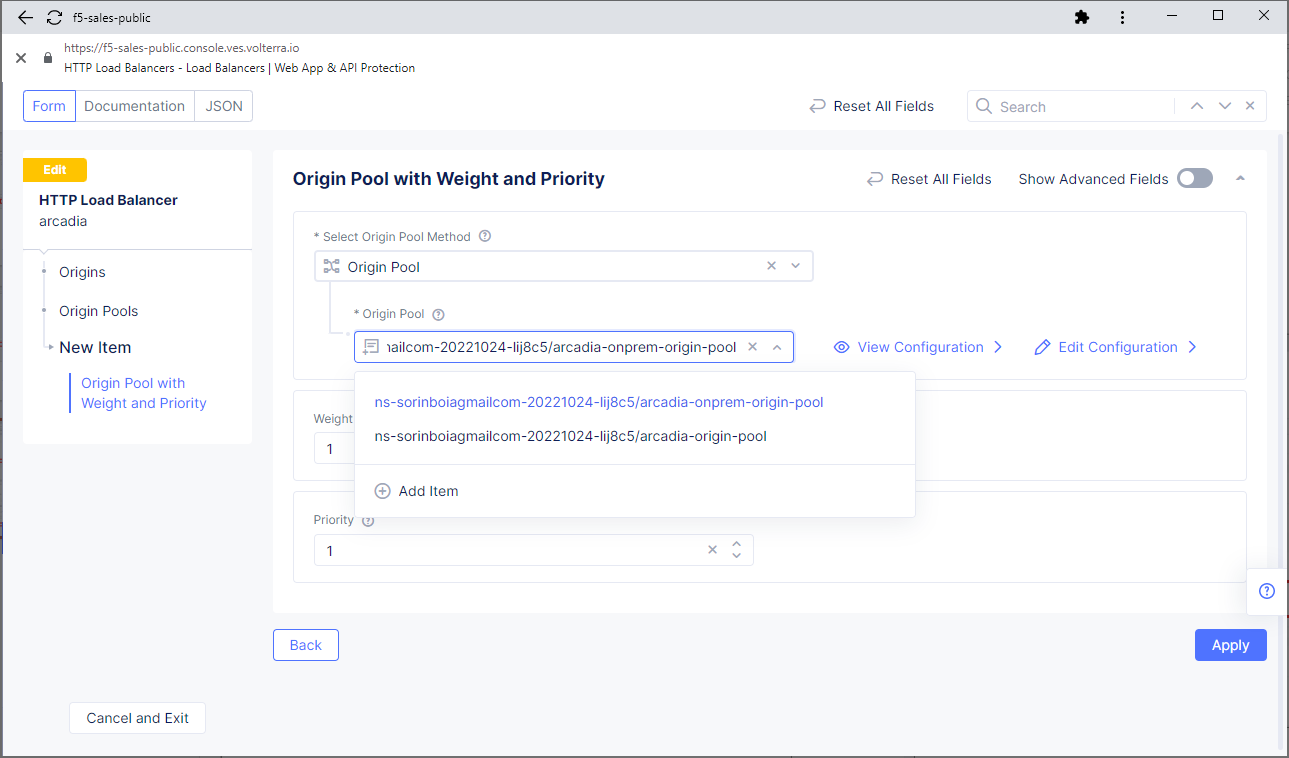 f5-sales-public
https://f5-sales-public.console.ves.volterra.io
HTTP Load Balancers - Load Balancers | Web App & API Protection
Form
Documentation
JSON
Reset All Fields
Search
Edit
HTTP Load Balancer
arcadia
Origins
Origin Pools
New Item
Origin Pool with
Weight and Priority
Origin Pool with Weight and Priority
Reset All Fields
Show Advanced Fields
* Select Origin Pool Method
Origin Pool
* Origin Pool
nailcom-20221024-lij8c5/arcadia-onprem-origin-pool
View Configuration
Edit Configuration
ns-sorinboiagmailcom-20221024-lij8c5/arcadia-onprem-origin-pool
ns-sorinboiagmailcom-20221024-lij8c5/arcadia-origin-pool
Add Item
Weight
1
Priority
1
Back
Apply
Cancel and Exit